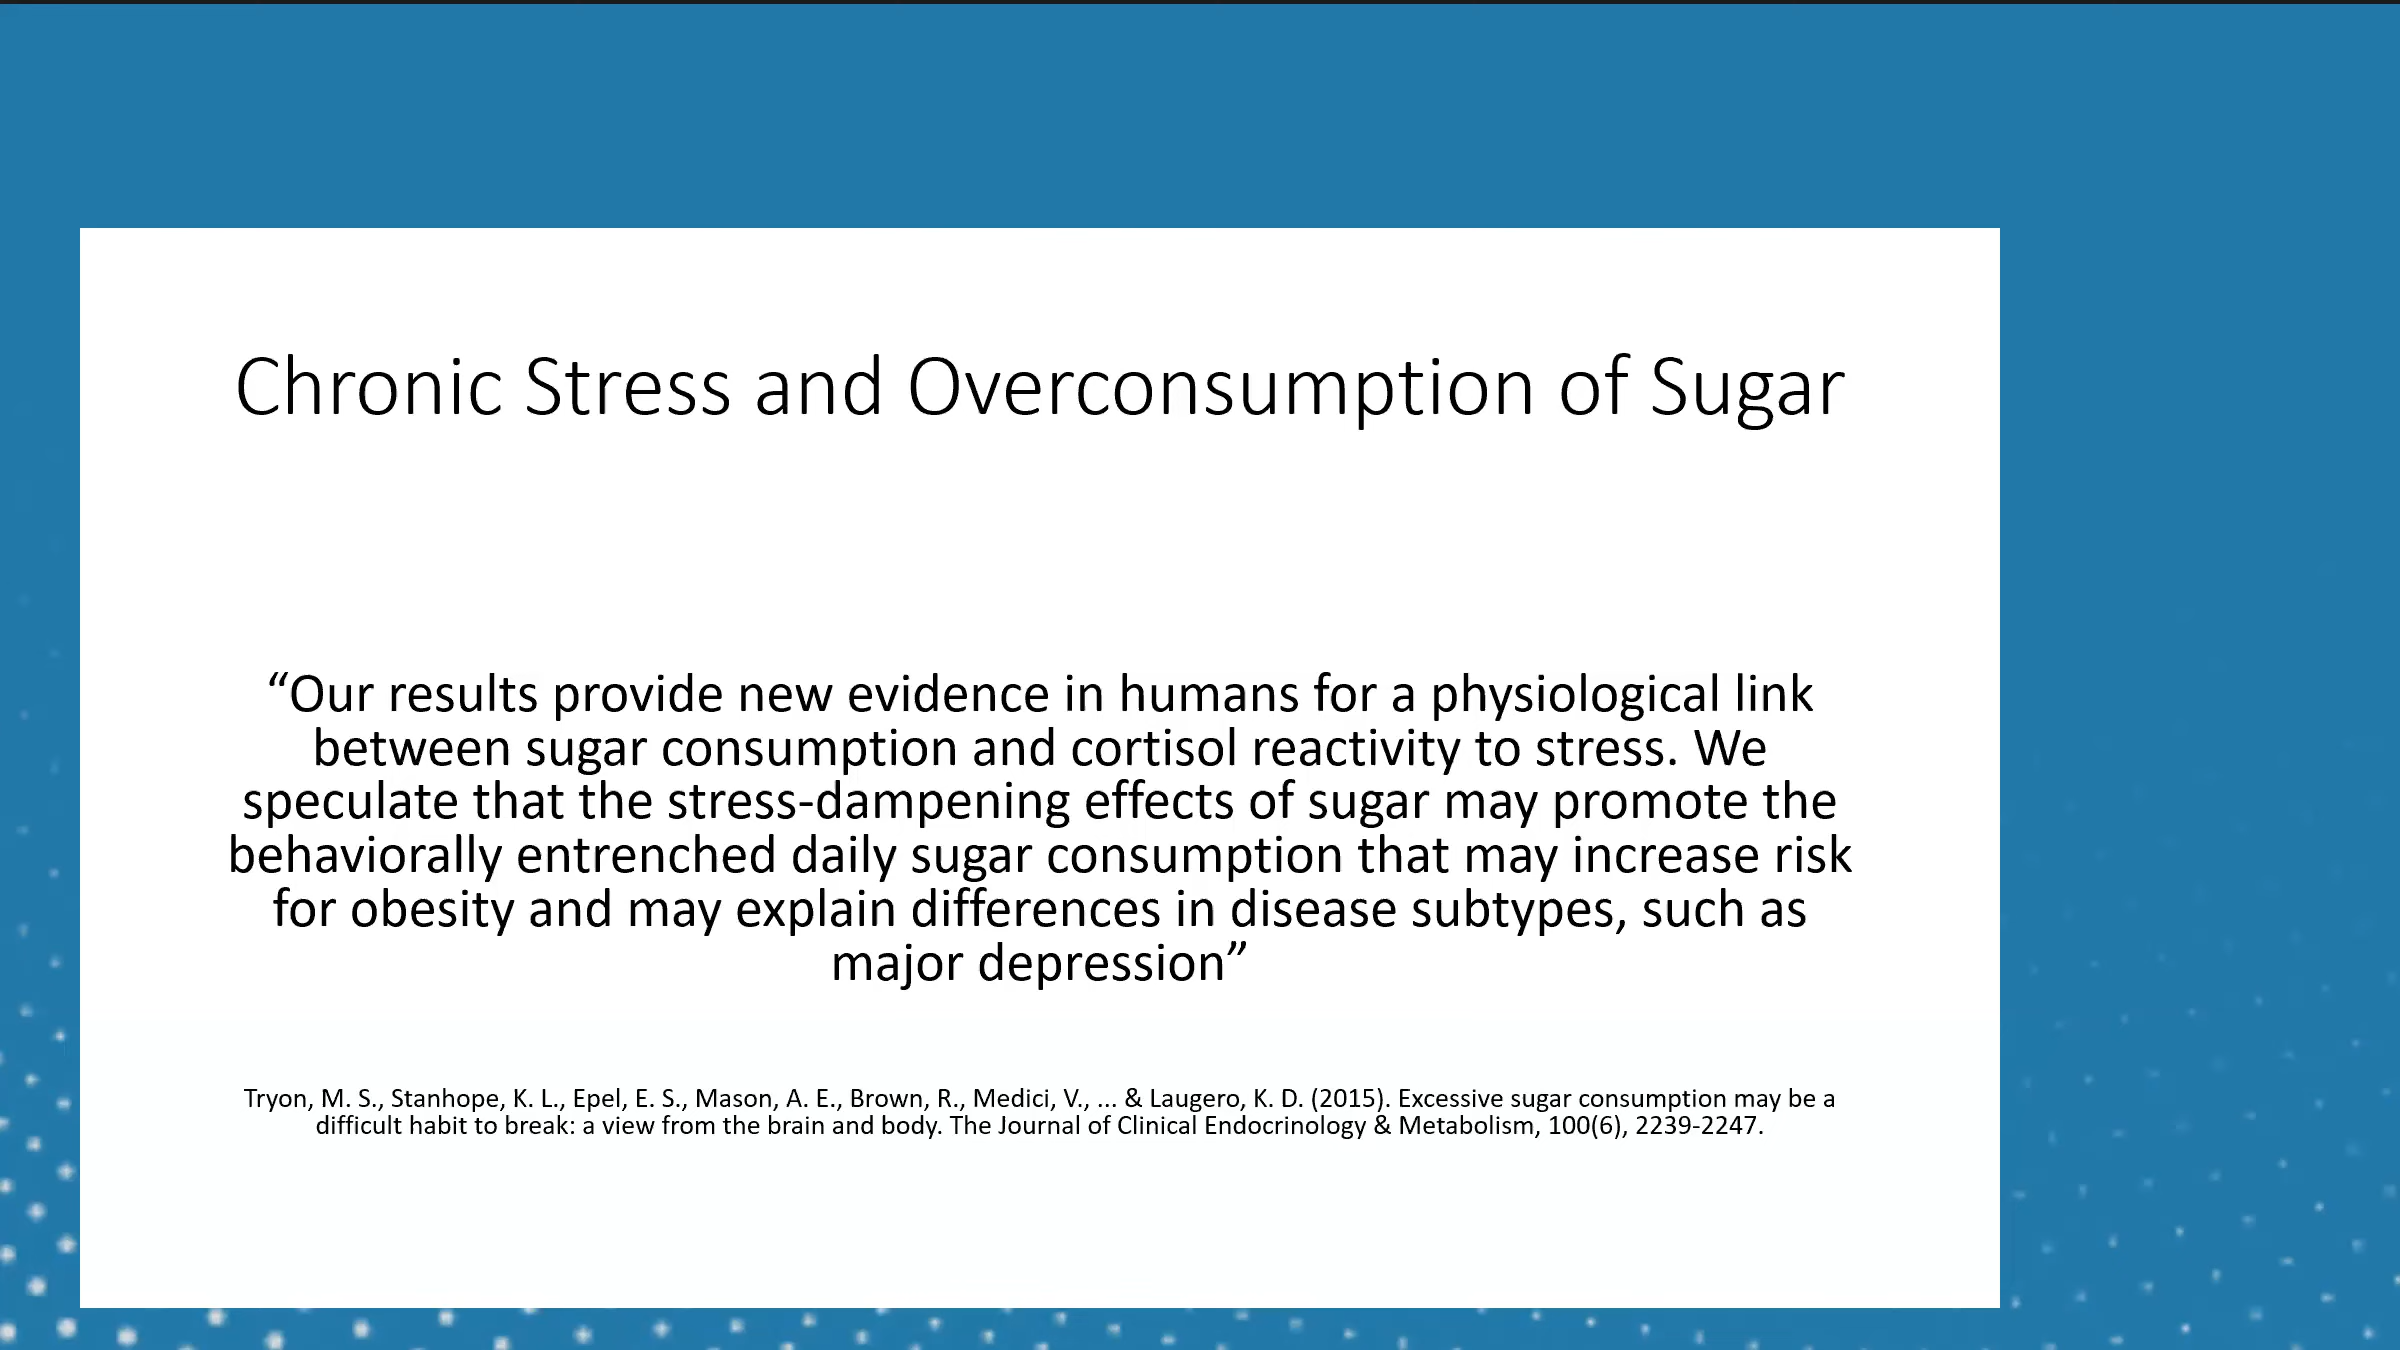 Chronic Stress and Overconsumption of Sugar
“Our results provide new evidence in humans for a physiological link
between sugar consumption and cortisol reactivity to stress. We
speculate that the stress-dampening effects of sugar may promote the
behaviorally entrenched daily sugar consumption that may increase risk
for obesity and may explain differences in disease subtypes, such as
major depression”
Tryon, M. S., Stanhope, K. L., Epel, E. S., Mason, A. E., Brown, R., Medici, V., ... & Laugero, K. D. (2015). Excessive sugar consumption may be a
difficult habit to break: a view from the brain and body. The Journal of Clinical Endocrinology & Metabolism, 100(6), 2239-2247.